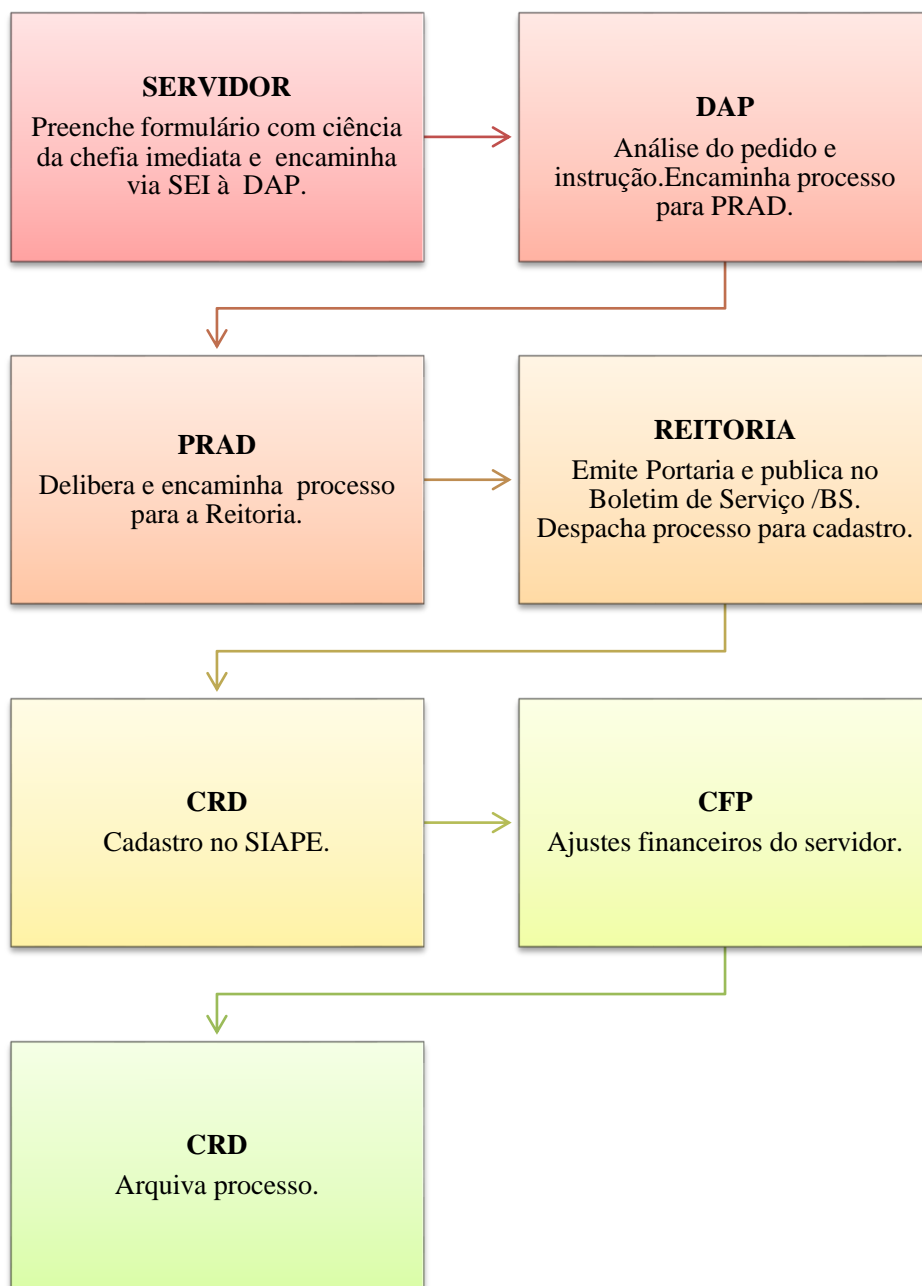 SERVIDOR
Preenche formulário com ciência
da chefia imediata e encaminha
via SEI à DAP.
DAP
Análise do pedido e
instrução.Encaminha processo
para PRAD.
PRAD
Delibera e encaminha processo
para a Reitoria.
REITORIA
Emite Portaria e publica no
Boletim de Serviço /BS.
Despacha processo para cadastro.
CRD
Cadastro no SIAPE.
CFP
Ajustes financeiros do servidor.
CRD
Arquiva processo.